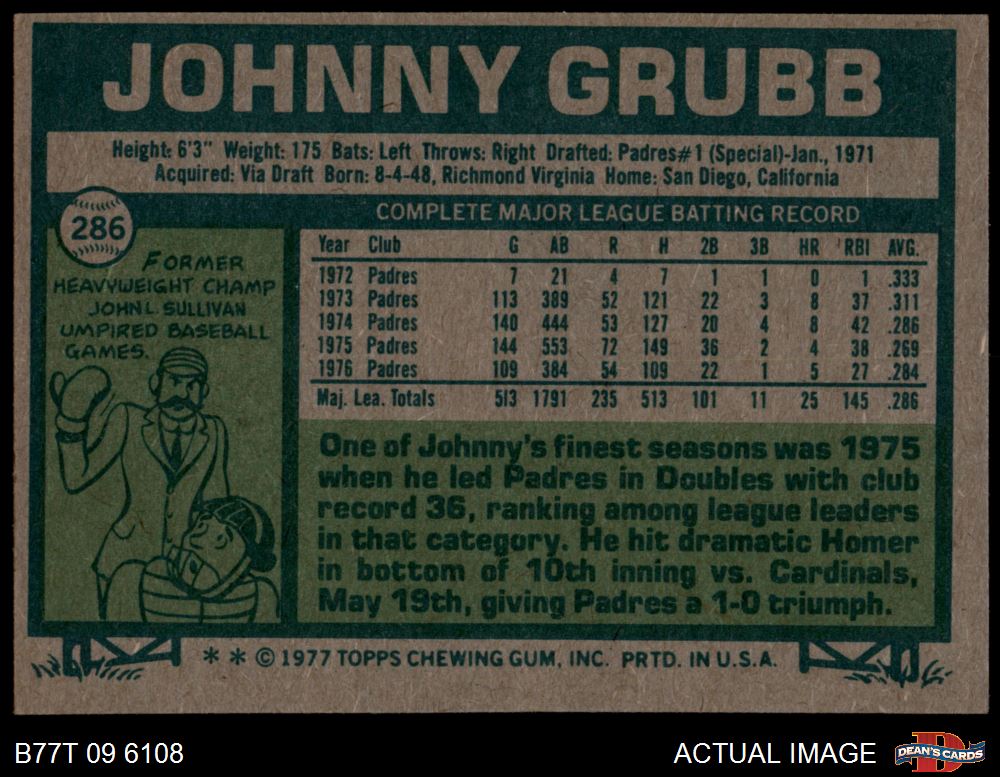 JOHNNY GRUBB
Height: 6'3" Weight: 175 Bats: Left Throws: Right Drafted: Padres#1 (Special)-Jan., 1971
Acquired: Via Draft Born: 8-4-48, Richmond Virginia Home: San Diego, California
286
COMPLETE MAJOR LEAGUE BATTING RECORD
FORMER
HEAVYWEIGHT CHAMP
JOHN L. SULLIVAN
UMPIRED BASEBALL
GAMES.
Year Club G AB R H 2B 3B HR RBI AVG.
1972 Padres 7 21 4 7 1 1 0 1 .333
1973 Padres 113 389 52 121 22 3 8 37 .311
1974 Padres 140 444 53 127 20 4 8 42 .286
1975 Padres 144 553 72 149 36 2 4 38 .269
1976 Padres 109 384 54 109 22 1 5 27 .284
Maj. Lea. Totals 513 1791 235 513 101 11 25 145 .286
One of Johnny's finest seasons was 1975
when he led Padres in Doubles with club
record 36, ranking among league leaders
in that category. He hit dramatic Homer
in bottom of 10th inning vs. Cardinals,
May 19th, giving Padres a 1-0 triumph.
* * © 1977 TOPPS CHEWING GUM, INC. PRTD. IN U.S.A.
B77T 09 6108
ACTUAL IMAGE
D
DEAN'S CARDS